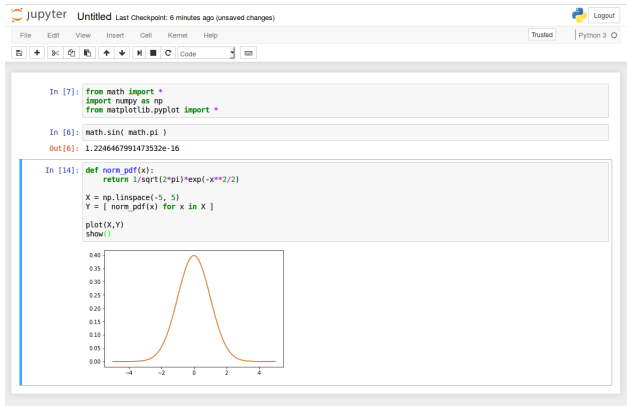 jupyter Untitled Last Checkpoint: 6 minutes ago (unsaved changes) Logout
File Edit View Insert Cell Kernel Help Trusted Python 3
Code
In [7]: from math import *
import numpy as np
from matplotlib.pyplot import *
In [6]: math.sin( math.pi )
Out[6]: 1.2246467991473532e-16
In [14]: def norm_pdf(x):
return 1/sqrt(2*pi)*exp(-x**2/2)
X = np.linspace(-5, 5)
Y = [ norm_pdf(x) for x in X ]
plot(X,Y)
show()
0.40
0.35
0.30
0.25
0.20
0.15
0.10
0.05
0.00
−4 −2 0 2 4